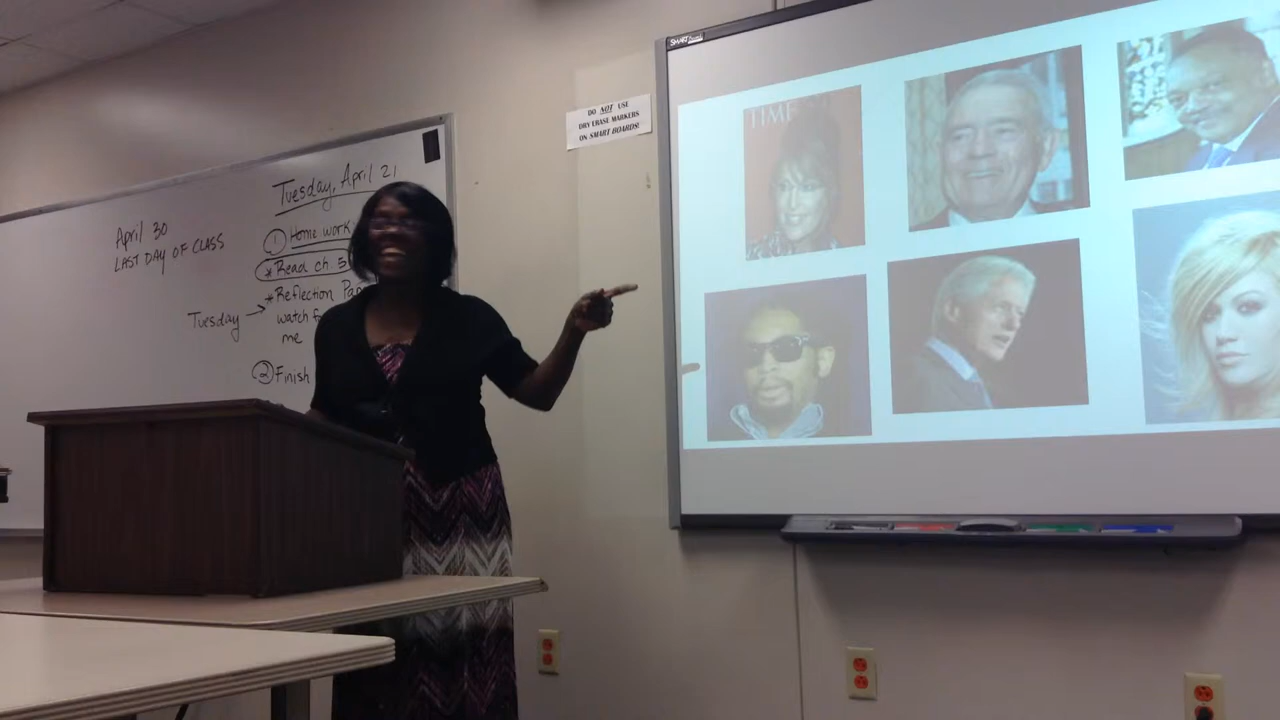 April 30
LAST DAY OF CLASS
Tuesday, April 21
① Home work
*Read ch 5
*Reflection
Tuesday →
watch
me
② Finish
DO NOT USE
DRY ERASE MARKERS
ON SMART BOARDS!
SMART
TIME